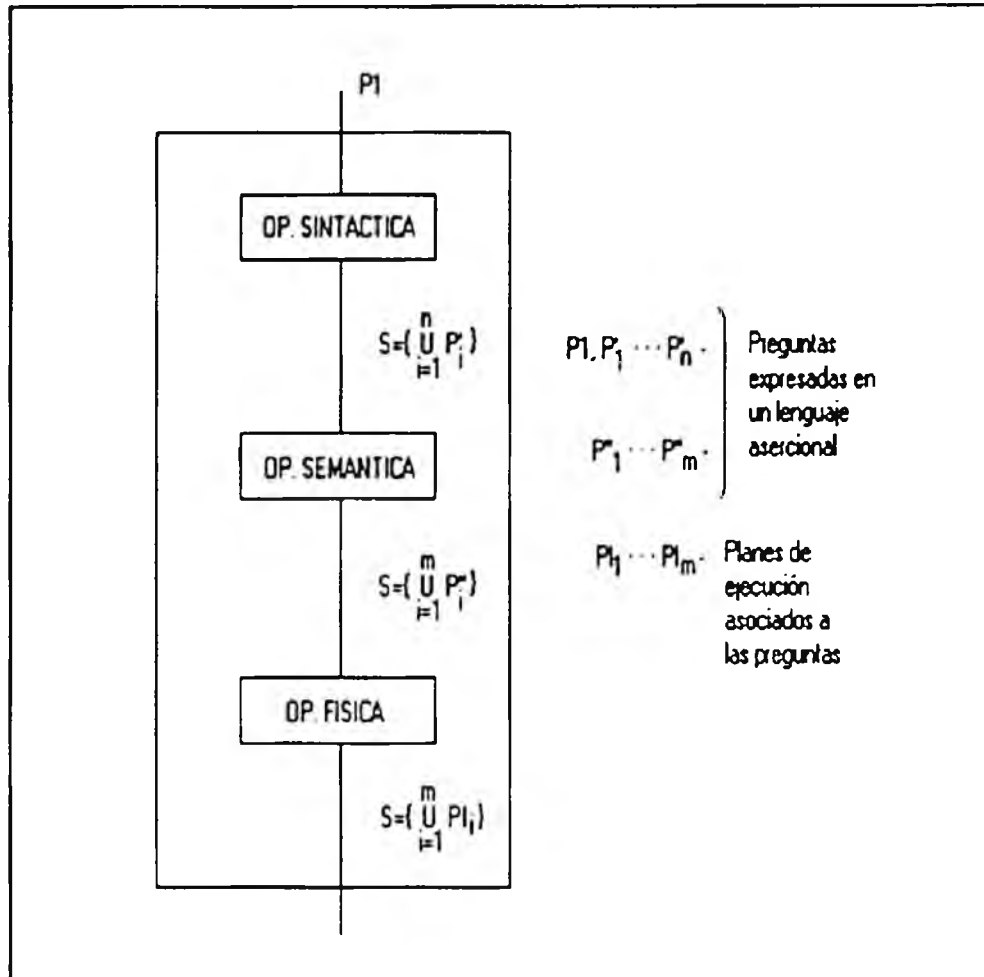 P1
OP. SINTACTICA
n
S={ U P'i }
i=1
OP. SEMANTICA
m
S={ U P"i }
i=1
OP. FISICA
m
S={ U Pli }
i=1
P1, P'1 ··· P'n .
P"1 ··· P"m .
Preguntas
expresadas en
un lenguaje
asercional
Pl1 ··· Plm .
Planes de
ejecución
asociados a
las preguntas